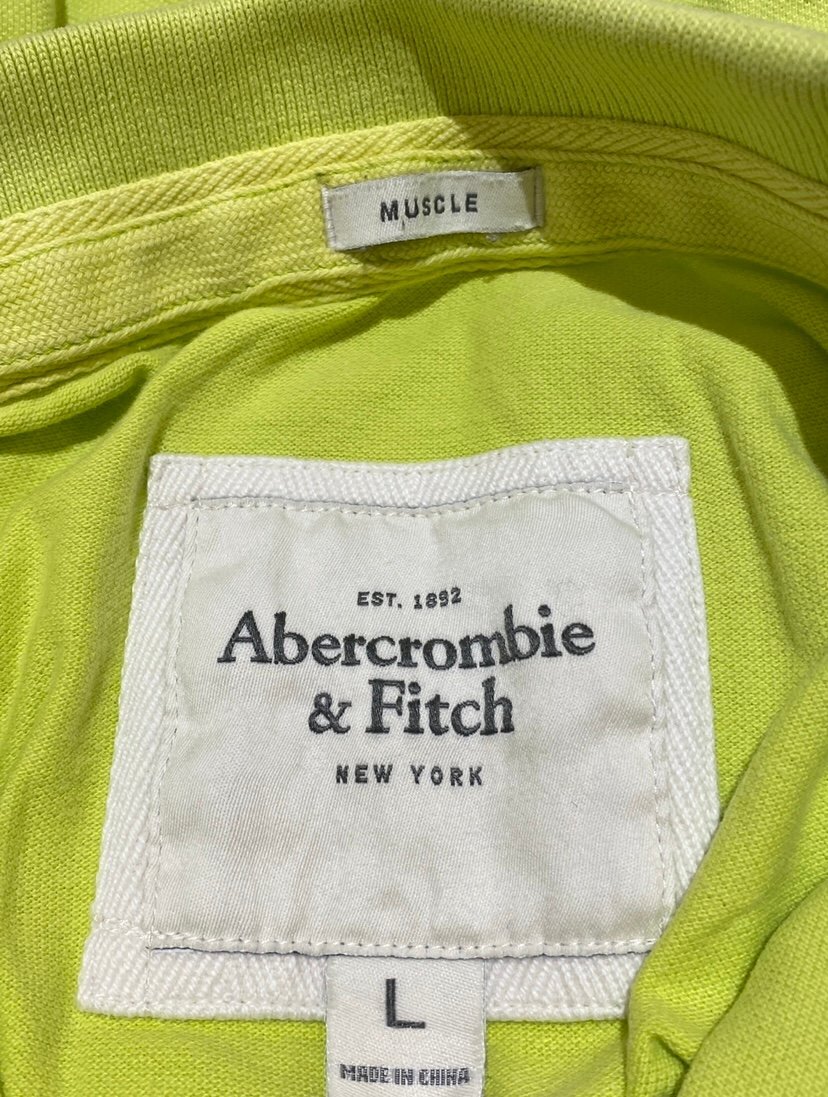 MUSCLE
EST. 1892
Abercrombie
& Fitch
NEW YORK
L
MADE IN CHINA